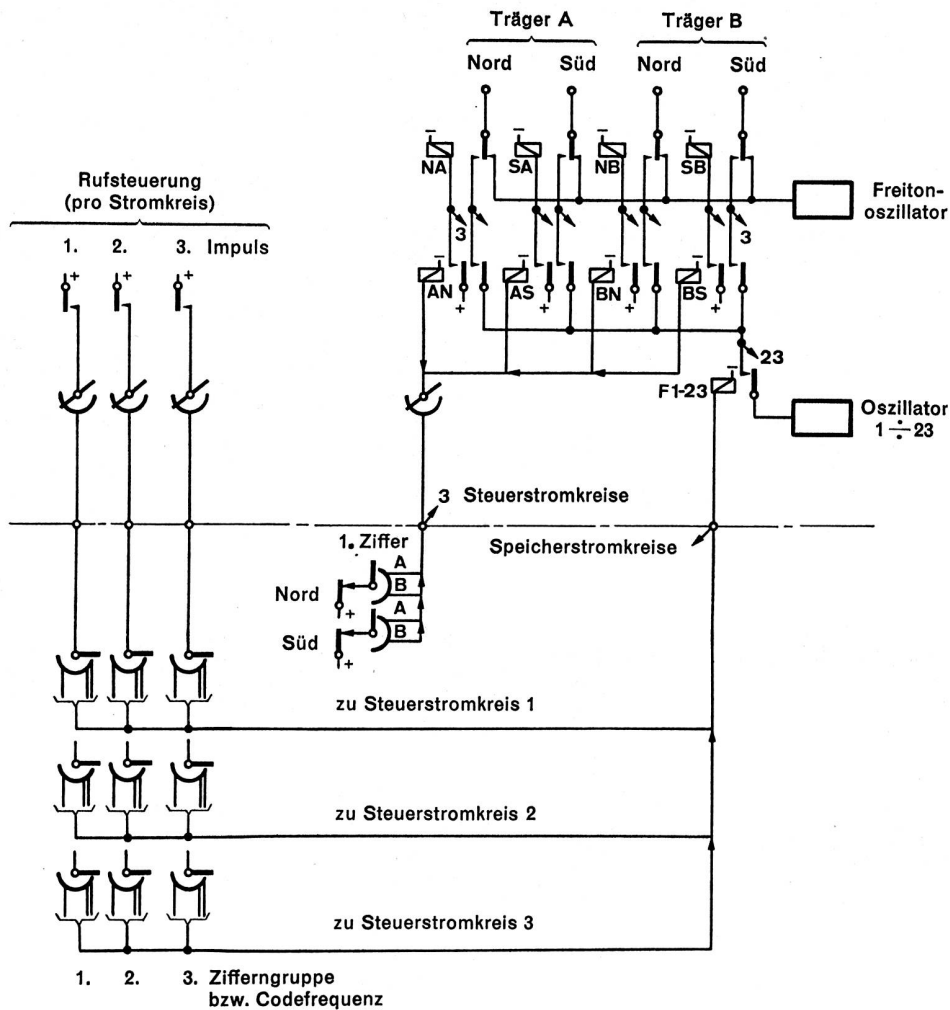 Träger A Träger B
Nord Süd Nord Süd
NA SA NB SB
Rufsteuerung
(pro Stromkreis)
Freiton-
oszillator
3 3
1. 2. 3. Impuls
+ + +
AN AS BN BS
+ + + +
23
F1-23
Oszillator
1÷23
3 Steuerstromkreise
Speicherstromkreise
1. Ziffer
A
Nord B
+
A
Süd B
+
zu Steuerstromkreis 1
zu Steuerstromkreis 2
zu Steuerstromkreis 3
1. 2. 3. Zifferngruppe
bzw. Codefrequenz